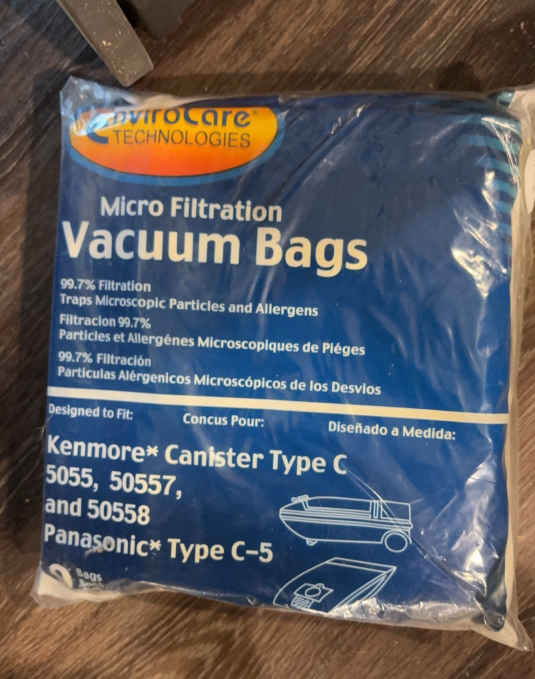 EnviroCare®
TECHNOLOGIES
Micro Filtration
Vacuum Bags
99.7% Filtration
Traps Microscopic Particles and Allergens
Filtracion 99.7%
Particles et Allergénes Microscopiques de Piéges
99.7% Filtración
Partículas Alérgenicos Microscópicos de los Desvios
Designed to Fit: Concus Pour: Diseñado a Medida:
Kenmore* Canister Type C
5055, 50557,
and 50558
Panasonic* Type C-5
Bags